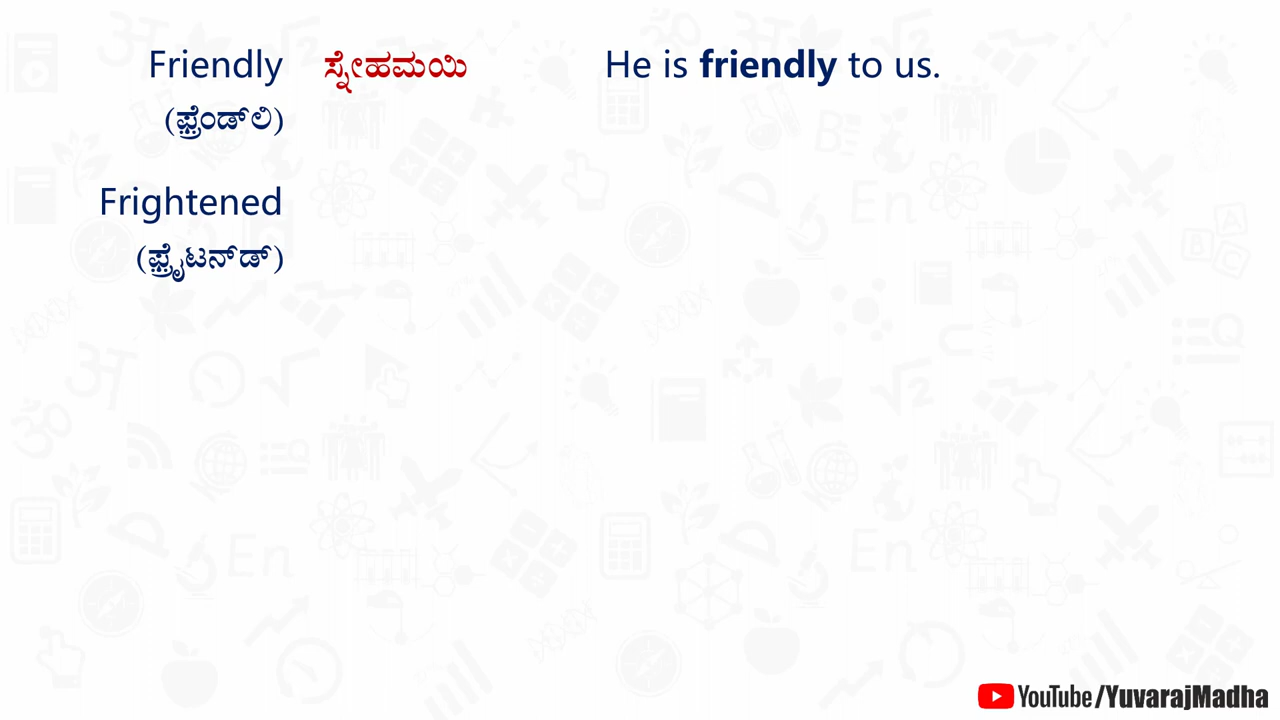 Friendly ಸ್ನೇಹಮಯಿ He is friendly to us.
(ಫ಼್ರೆಂಡ್‌ಲಿ)
Frightened
(ಫ಼್ರೈಟನ್‌ಡ್)
YouTube/YuvarajMadha